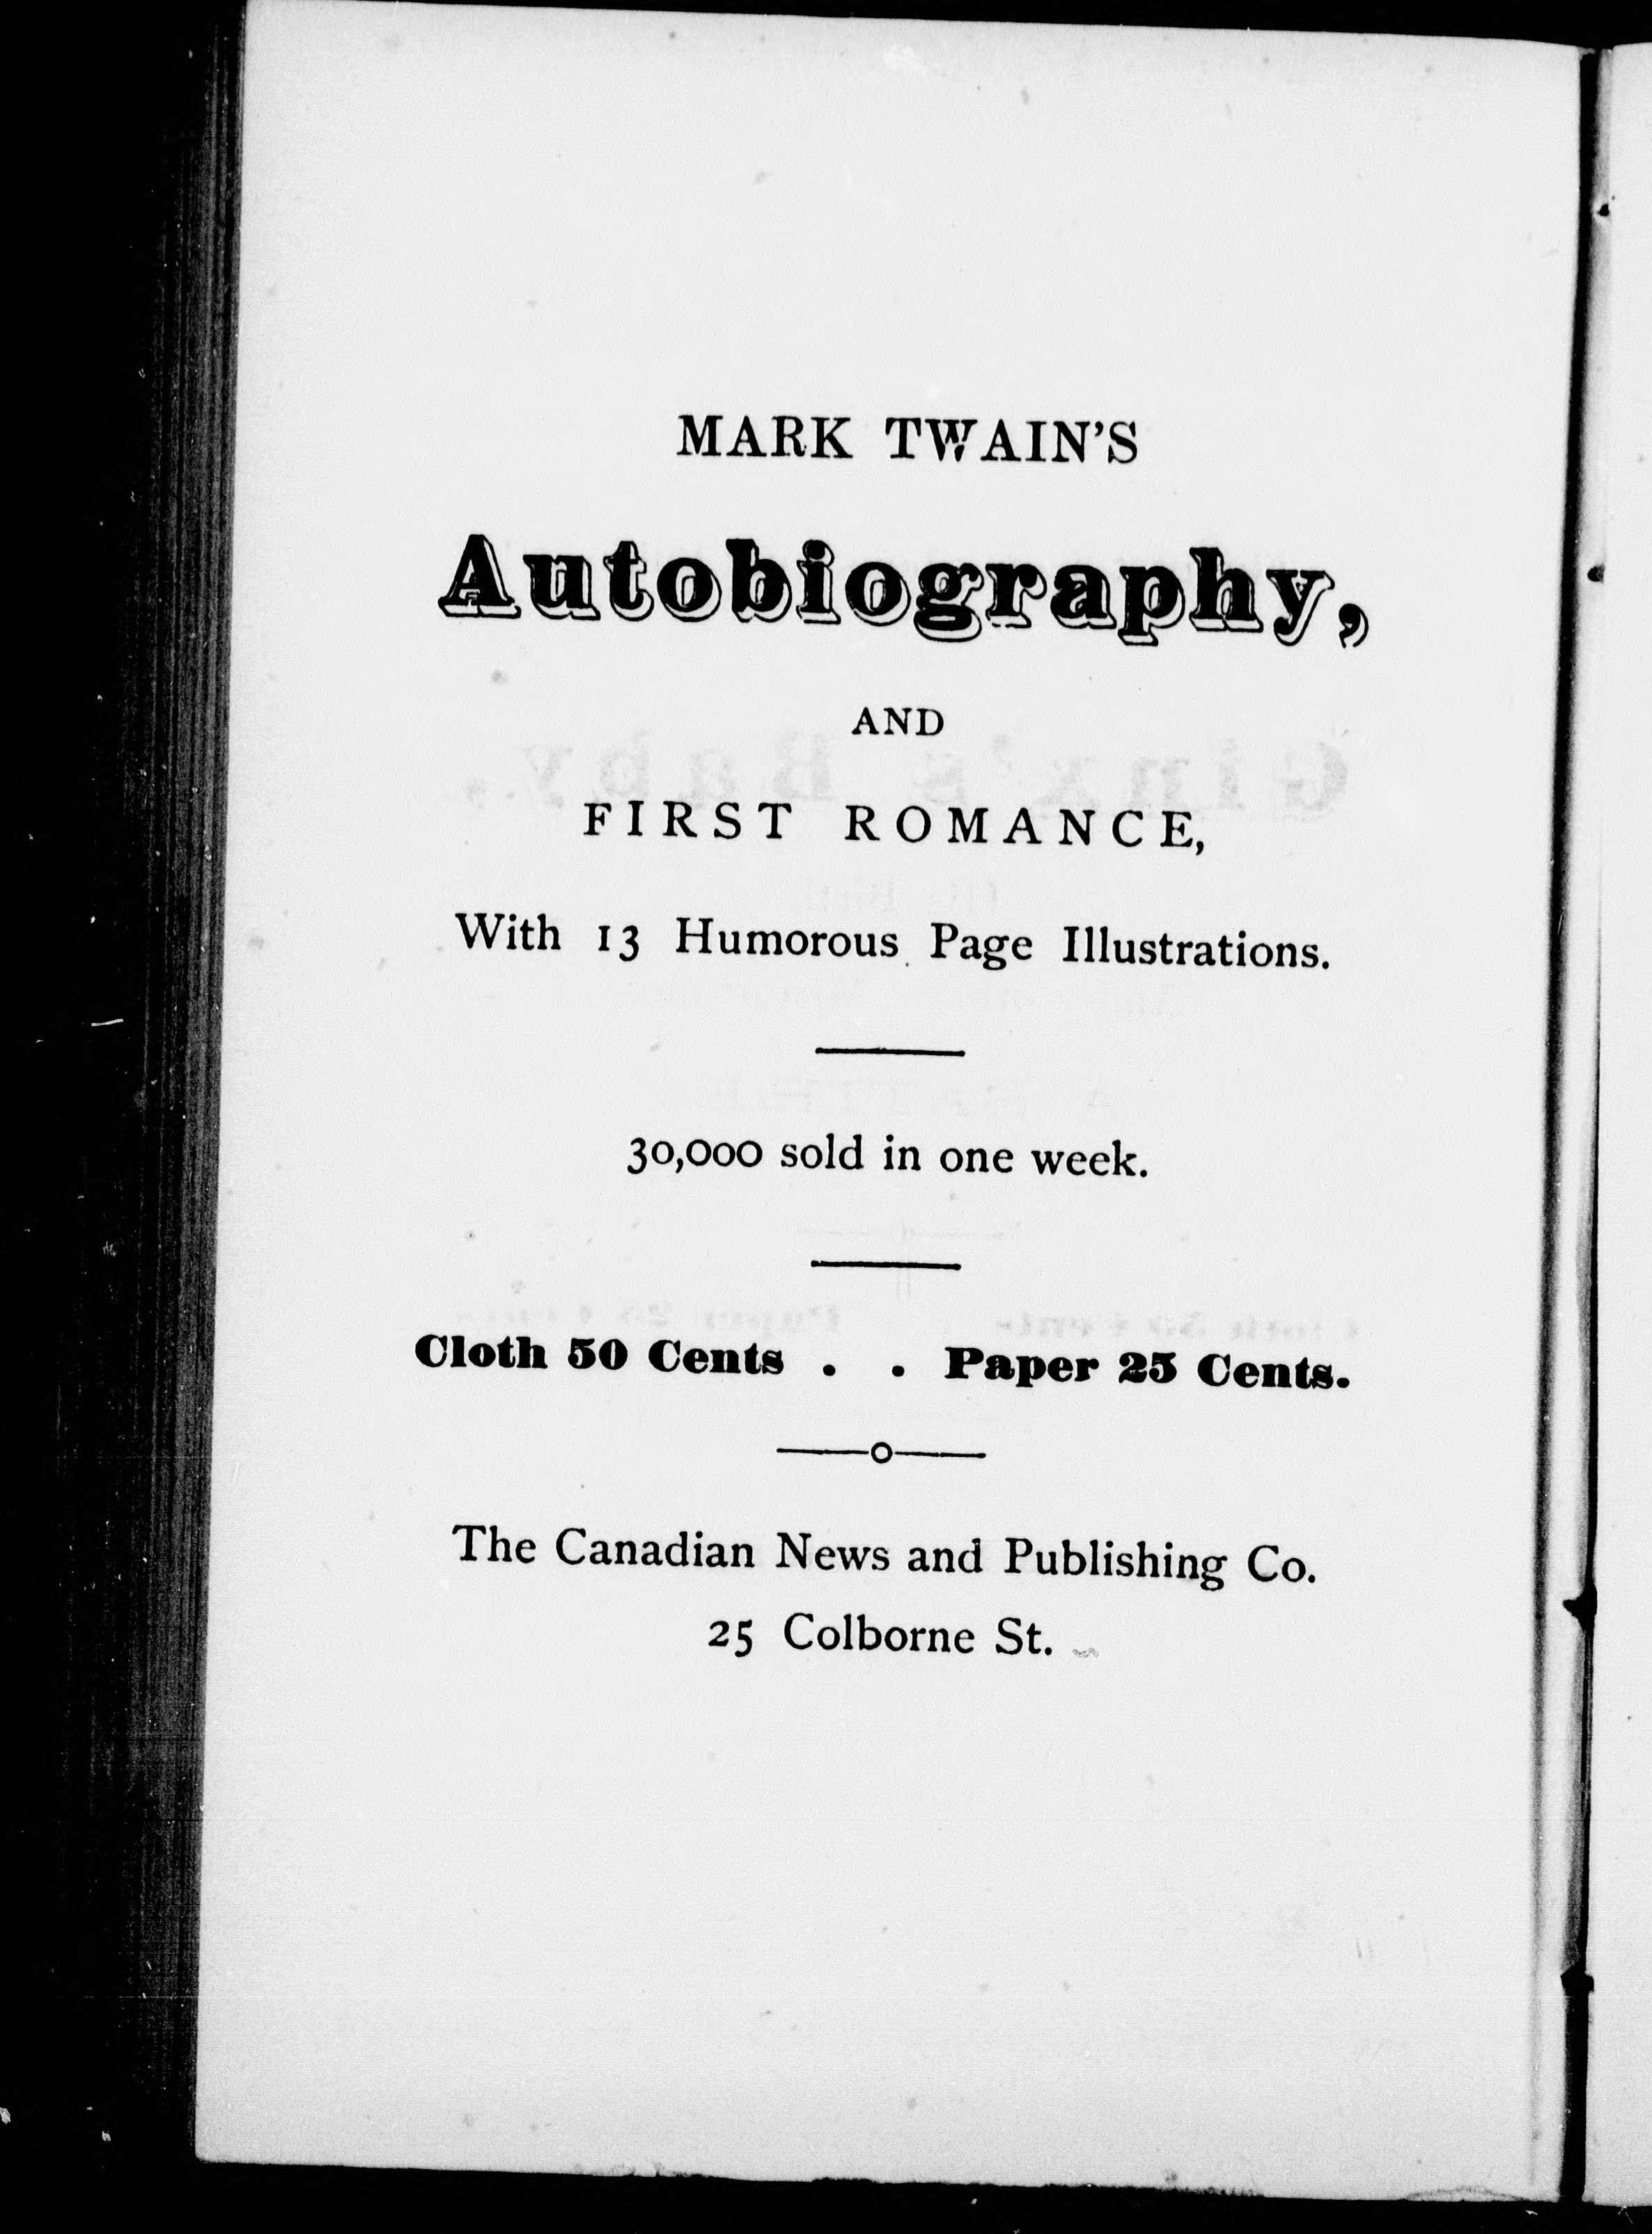 MARK TWAIN'S
Autobiography,
AND
FIRST ROMANCE,
With 13 Humorous Page Illustrations.
30,000 sold in one week.
Cloth 50 Cents . . Paper 25 Cents.
The Canadian News and Publishing Co.
25 Colborne St.